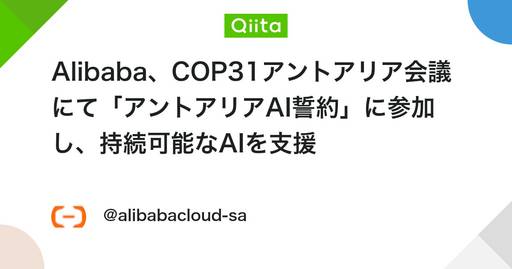 Qiita
Alibaba、COP31アントアリア会議
にて「アントアリアAI誓約」に参加
し、持続可能なAIを支援
@alibabacloud-sa